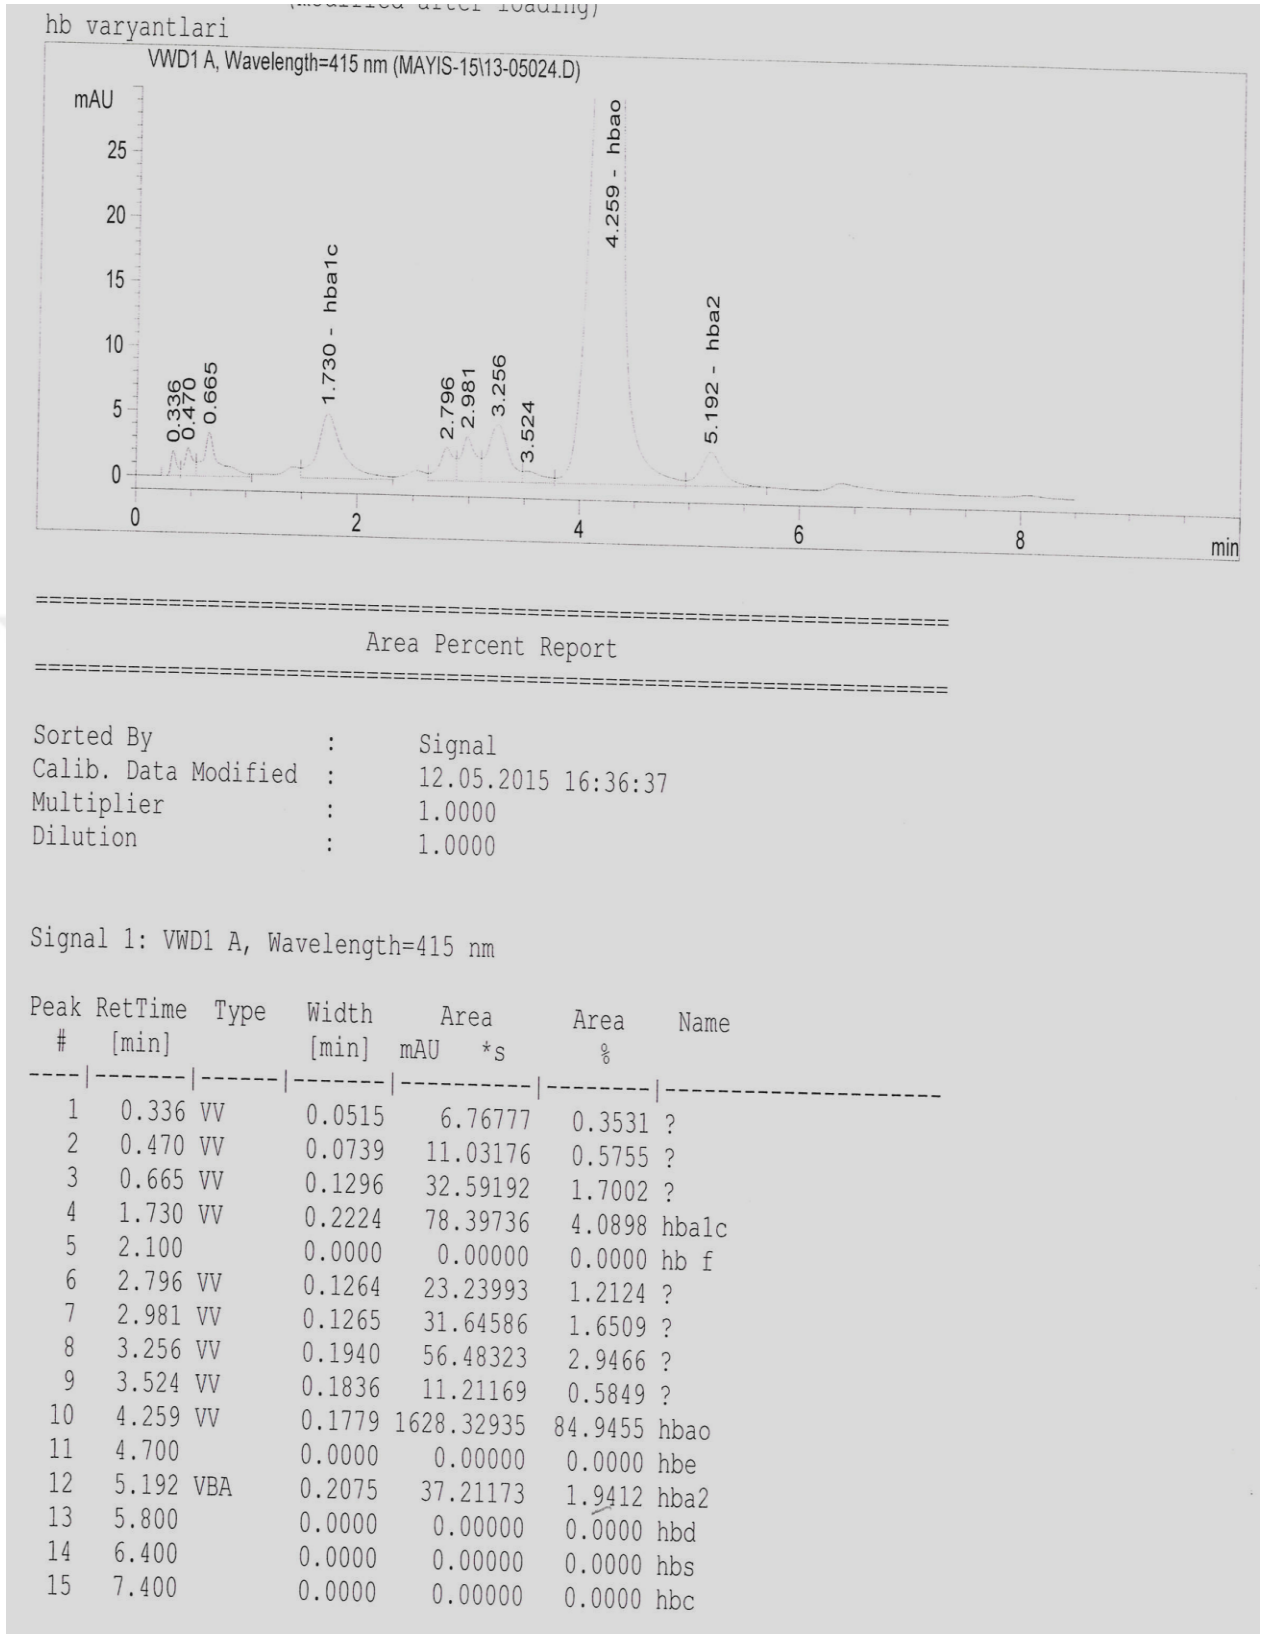 (modified after loading)
hb varyantlari
VWD1 A, Wavelength=415 nm (MAYIS-15\13-05024.D)
mAU
25
20
15
10
5
0
0.336
0.470
0.665
1.730 - hba1c
2.796
2.981
3.256
3.524
4.259 - hbao
5.192 - hba2
0 2 4 6 8 min
=====================================================================
Area Percent Report
=====================================================================
Sorted By : Signal
Calib. Data Modified : 12.05.2015 16:36:37
Multiplier : 1.0000
Dilution : 1.0000
Signal 1: VWD1 A, Wavelength=415 nm
Peak RetTime Type Width Area Area Name
# [min] [min] mAU *s %
----|-------|------|-------|----------|--------|---------------------
1 0.336 VV 0.0515 6.76777 0.3531 ?
2 0.470 VV 0.0739 11.03176 0.5755 ?
3 0.665 VV 0.1296 32.59192 1.7002 ?
4 1.730 VV 0.2224 78.39736 4.0898 hba1c
5 2.100 0.0000 0.00000 0.0000 hb f
6 2.796 VV 0.1264 23.23993 1.2124 ?
7 2.981 VV 0.1265 31.64586 1.6509 ?
8 3.256 VV 0.1940 56.48323 2.9466 ?
9 3.524 VV 0.1836 11.21169 0.5849 ?
10 4.259 VV 0.1779 1628.32935 84.9455 hbao
11 4.700 0.0000 0.00000 0.0000 hbe
12 5.192 VBA 0.2075 37.21173 1.9412 hba2
13 5.800 0.0000 0.00000 0.0000 hbd
14 6.400 0.0000 0.00000 0.0000 hbs
15 7.400 0.0000 0.00000 0.0000 hbc